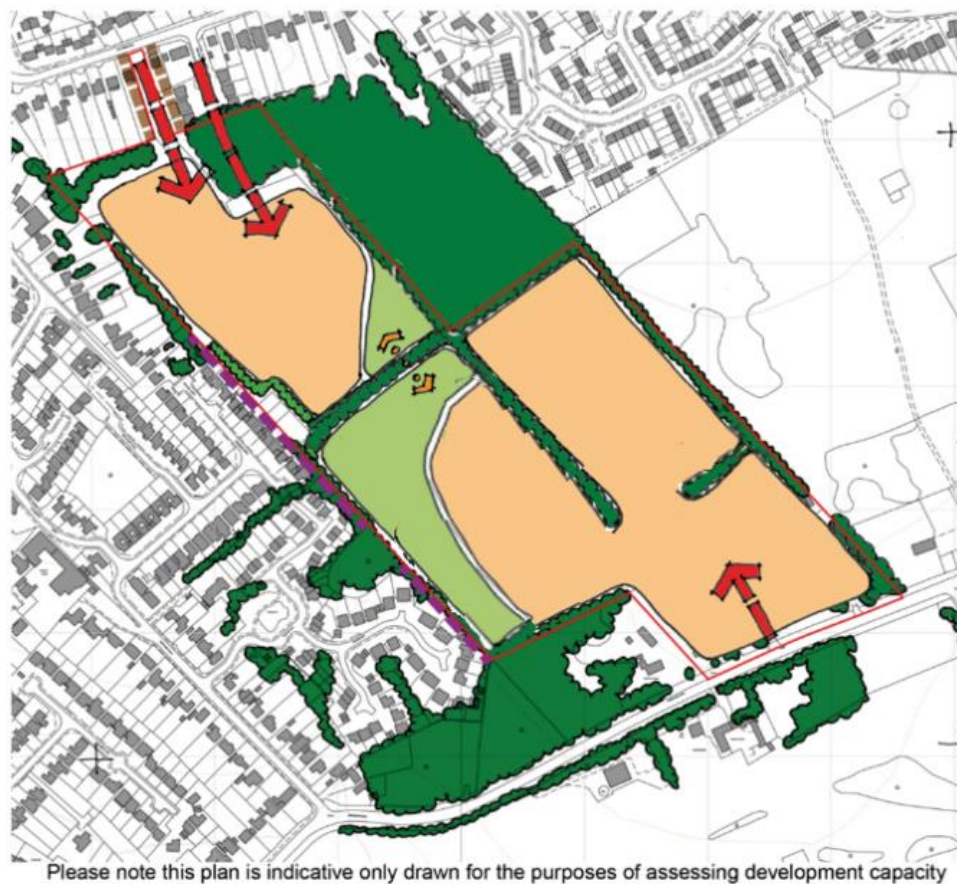 Please note this plan is indicative only drawn for the purposes of assessing development capacity